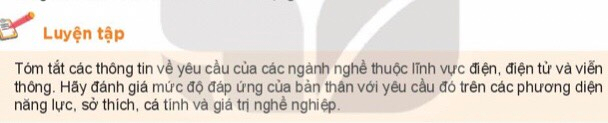 Luyện tập
Tóm tắt các thông tin về yêu cầu của các ngành nghề thuộc lĩnh vực điện, điện tử và viễn
thông. Hãy đánh giá mức độ đáp ứng của bản thân với yêu cầu đó trên các phương diện
năng lực, sở thích, cá tính và giá trị nghề nghiệp.